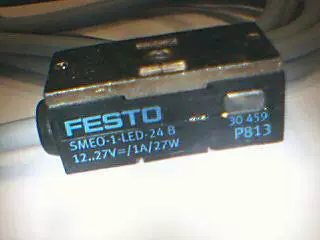 FESTO
SMEO-1-LED-24 B
12..27V=/1A/27W
30 459
P813